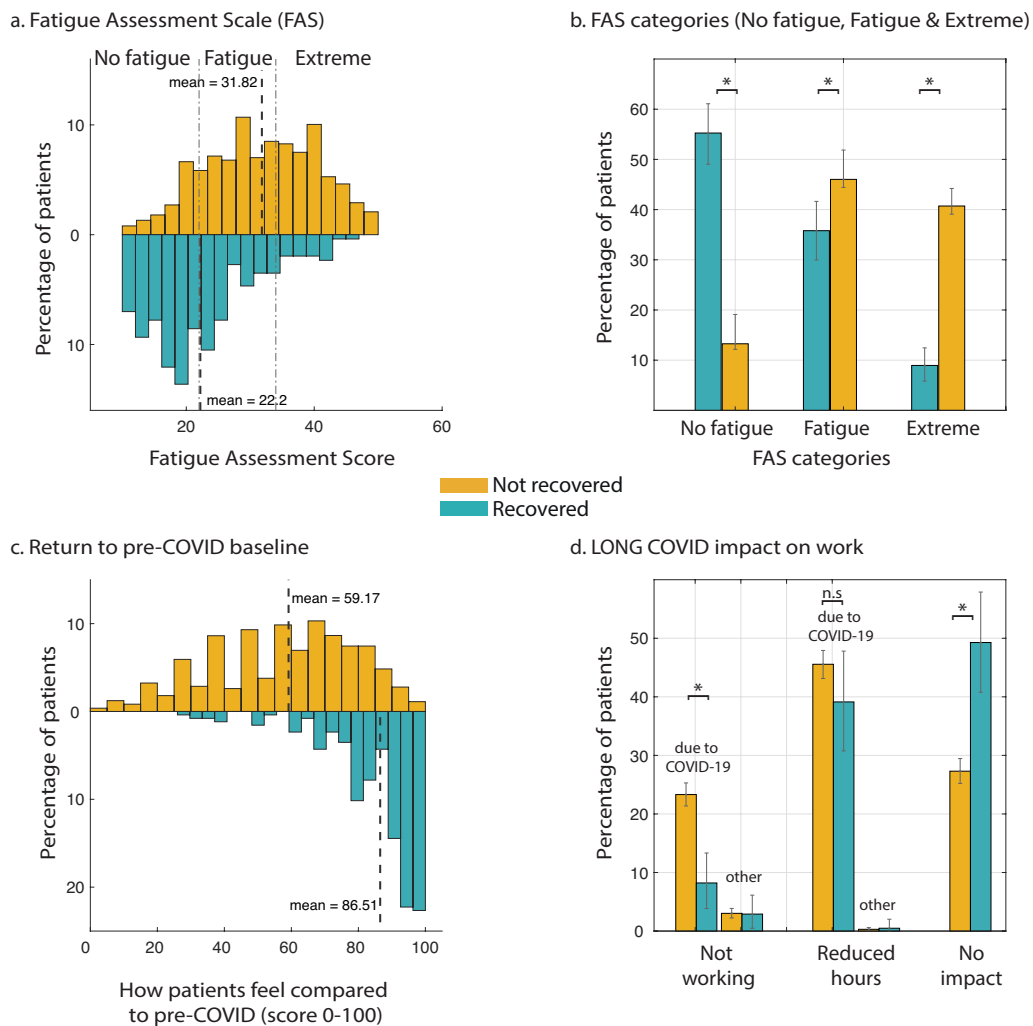 a. Fatigue Assessment Scale (FAS)
No fatigue Fatigue Extreme
mean = 31.82
10
0
10
Percentage of patients
Percentage of patients
mean = 22.2
20 40 60
Fatigue Assessment Score
b. FAS categories (No fatigue, Fatigue & Extreme)
* * *
60
50
40
30
20
10
Percentage of patients
No fatigue Fatigue Extreme
FAS categories
Not recovered
Recovered
c. Return to pre-COVID baseline
mean = 59.17
10
0
10
20
Percentage of patients
Percentage of patients
mean = 86.51
0 20 40 60 80 100
How patients feel compared
to pre-COVID (score 0-100)
d. LONG COVID impact on work
50
40
30
20
10
0
Percentage of patients
*
due to
COVID-19
other
n.s
due to
COVID-19
other
*
Not
working
Reduced
hours
No
impact